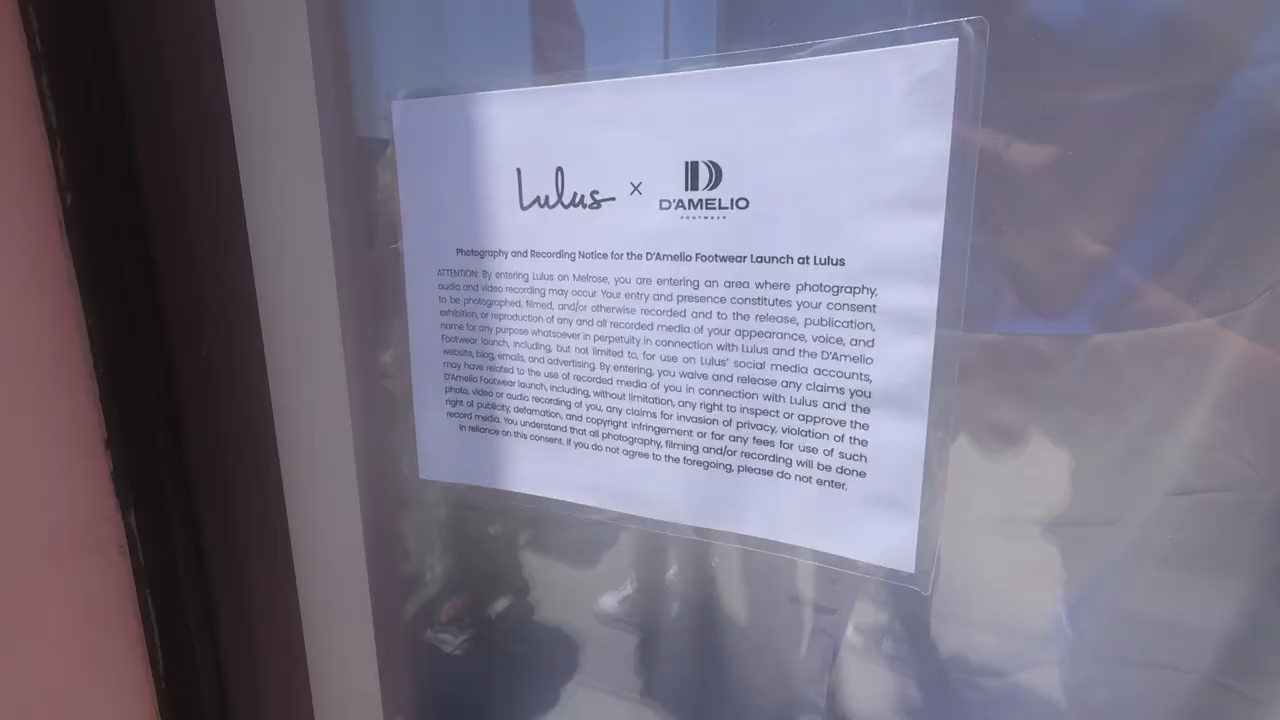 Lulus x D'AMELIO
FOOTWEAR
Photography and Recording Notice for the D'Amelio Footwear Launch at Lulus
ATTENTION: By entering Lulus on Melrose, you are entering an area where photography,
audio and video recording may occur. Your entry and presence constitutes your consent
to be photographed, filmed, and/or otherwise recorded and to the release, publication,
exhibition, or reproduction of any and all recorded media of your appearance, voice, and
name for any purpose whatsoever in perpetuity in connection with Lulus and the D'Amelio
Footwear launch, including, but not limited to, for use on Lulus' social media accounts,
website, blog, emails, and advertising. By entering, you waive and release any claims you
may have related to the use of recorded media of you in connection with Lulus and the
D'Amelio Footwear launch, including, without limitation, any right to inspect or approve the
photo, video or audio recording of you, any claims for invasion of privacy, violation of the
right of publicity, defamation, and copyright infringement or for any fees for use of such
record media. You understand that all photography, filming and/or recording will be done
in reliance on this consent. If you do not agree to the foregoing, please do not enter.